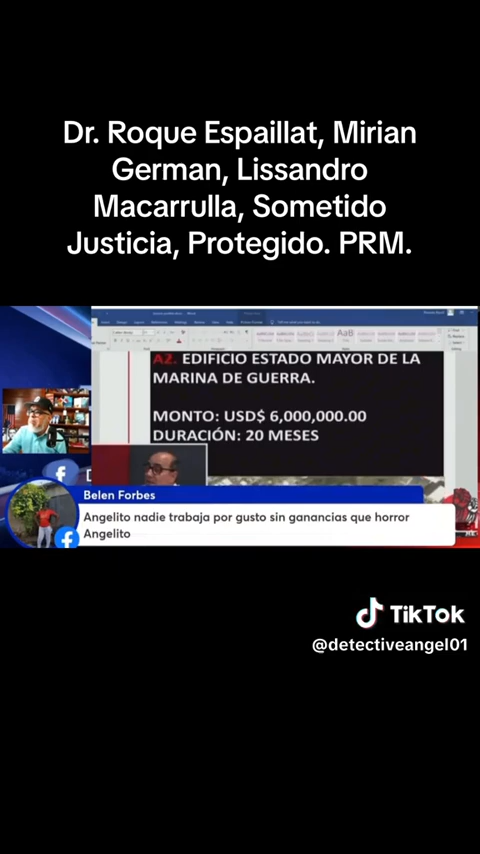 Dr. Roque Espaillat, Mirian
German, Lissandro
Macarrulla, Sometido
Justicia, Protegido. PRM.
A2. EDIFICIO ESTADO MAYOR DE LA
MARINA DE GUERRA.
MONTO: USD$ 6,000,000.00
DURACIÓN: 20 MESES
Belen Forbes
Angelito nadie trabaja por gusto sin ganancias que horror
Angelito
TikTok
@detectiveangel01